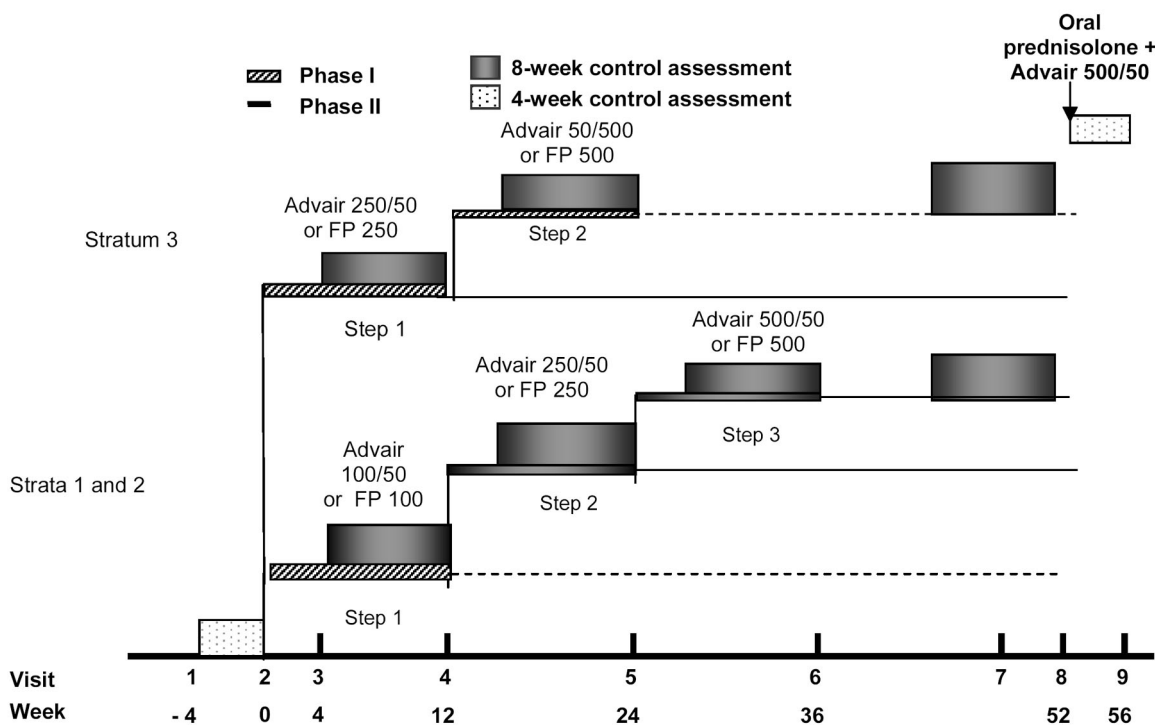 Oral
prednisolone +
Advair 500/50
Phase I
Phase II
8-week control assessment
4-week control assessment
Advair 50/500
or FP 500
Step 2
Advair 250/50
or FP 250
Stratum 3
Step 1
Advair 500/50
or FP 500
Step 3
Advair 250/50
or FP 250
Step 2
Advair
100/50
or FP 100
Strata 1 and 2
Step 1
Visit 1 2 3 4 5 6 7 8 9
Week - 4 0 4 12 24 36 52 56